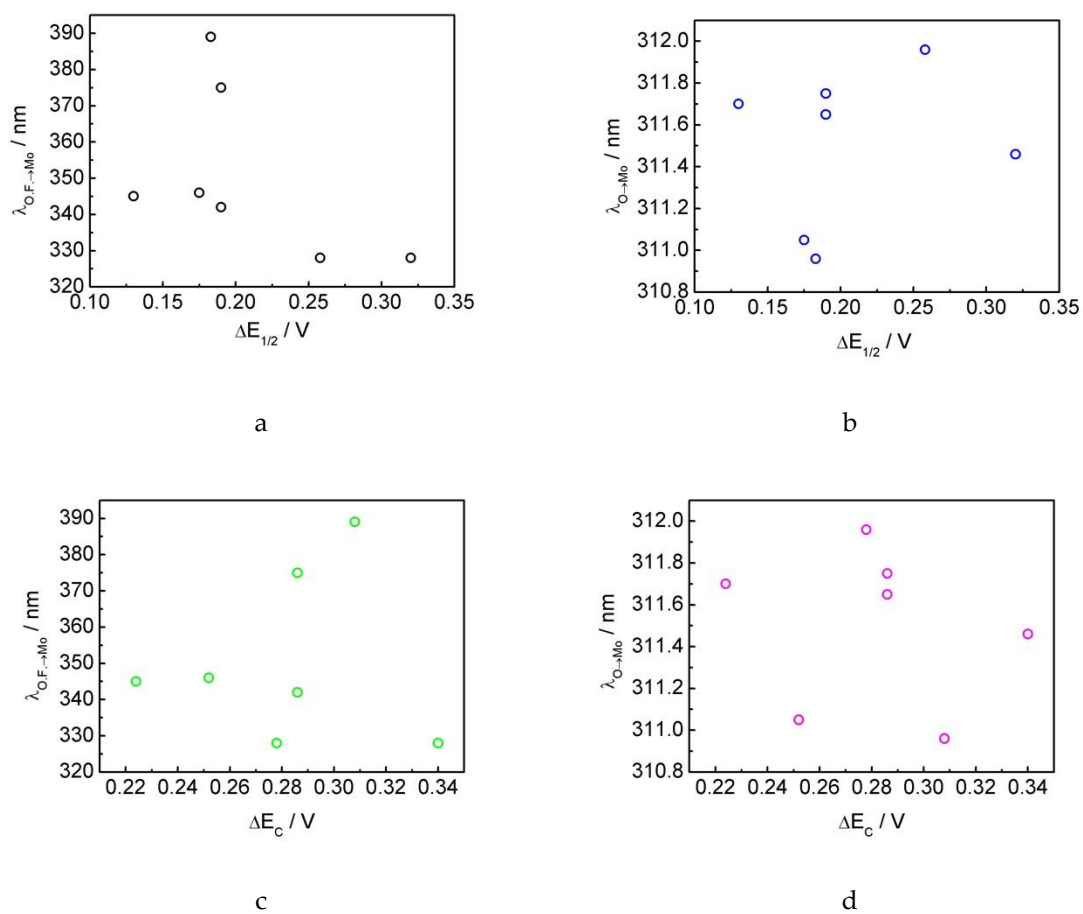 390
380
370
360
350
340
330
320
0.10 0.15 0.20 0.25 0.30 0.35
λO.F.→Mo / nm
ΔE1/2 / V
a
312.0
311.8
311.6
311.4
311.2
311.0
310.8
0.10 0.15 0.20 0.25 0.30 0.35
λO→Mo / nm
ΔE1/2 / V
b
390
380
370
360
350
340
330
320
0.22 0.24 0.26 0.28 0.30 0.32 0.34
λO.F.→Mo / nm
ΔEC / V
c
312.0
311.8
311.6
311.4
311.2
311.0
310.8
0.22 0.24 0.26 0.28 0.30 0.32 0.34
λO→Mo / nm
ΔEC / V
d